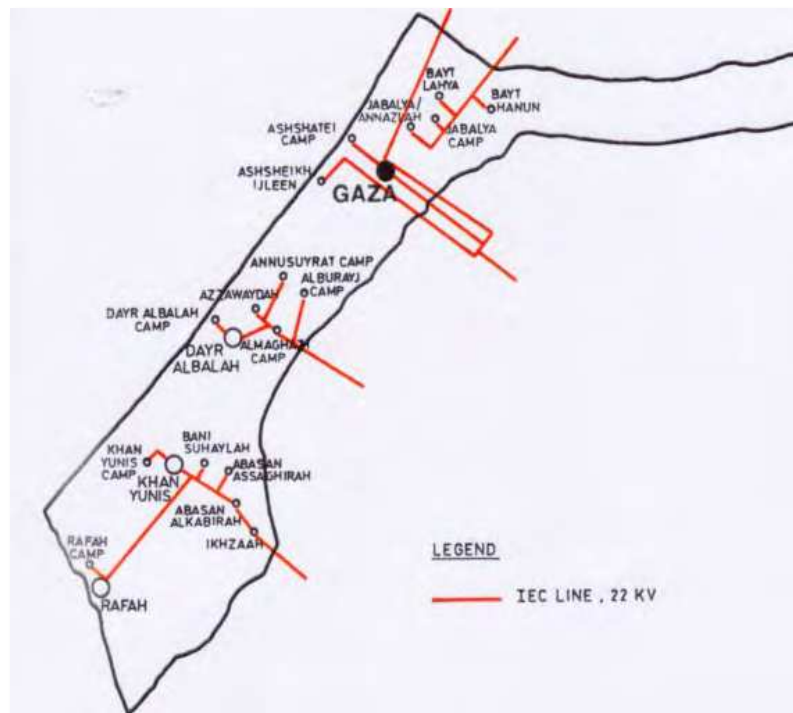 BAYT
LAHYA
BAYT
HANUN
JABALYA/
ANNAZLAH
JABALYA
CAMP
ASHSHATEI
CAMP
ASHSHEIKH
IJLEEN
GAZA
ANNUSUYRAT CAMP
ALBURAYJ
CAMP
AZZAWAYDAH
DAYR ALBALAH
CAMP
ALMAGHAZI
CAMP
DAYR
ALBALAH
BANI
SUHAYLAH
KHAN
YUNIS
CAMP
KHAN
YUNIS
ABASAN
ASSAGHIRAH
ABASAN
ALKABIRAH
IKHZAAH
RAFAH
CAMP
RAFAH
LEGEND
IEC LINE , 22 KV